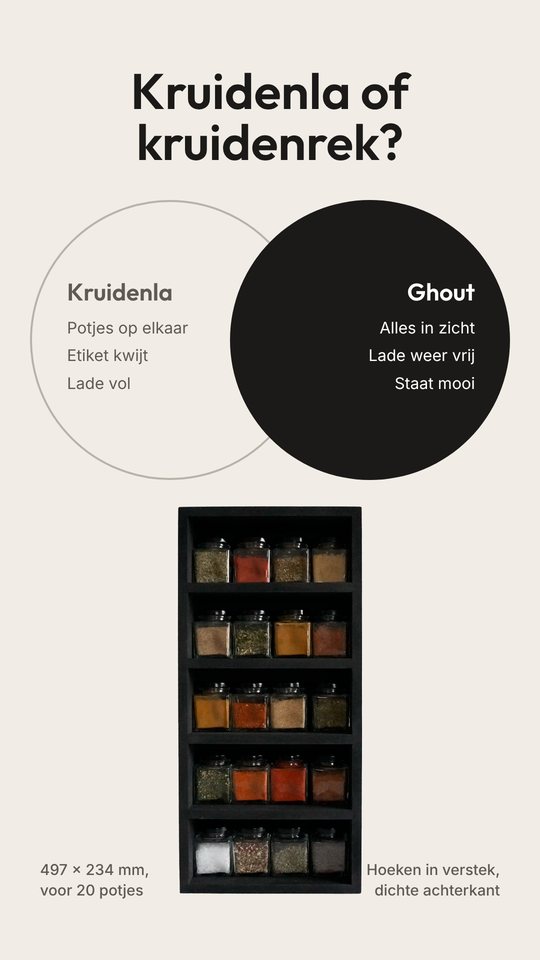 Kruidenla of
kruidenrek?
Kruidenla
Potjes op elkaar
Etiket kwijt
Lade vol
Ghout
Alles in zicht
Lade weer vrij
Staat mooi
497 × 234 mm,
voor 20 potjes
Hoeken in verstek,
dichte achterkant